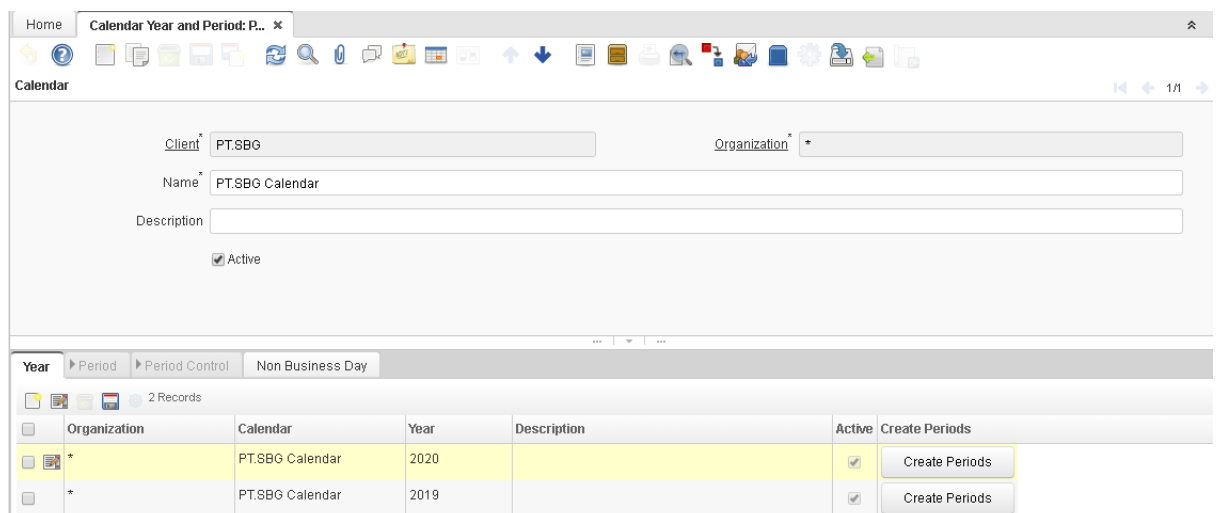 Home Calendar Year and Period: P...
Calendar 1/1
Client* PT.SBG Organization* *
Name* PT.SBG Calendar
Description
Active
Year Period Period Control Non Business Day
2 Records
Organization Calendar Year Description Active Create Periods
* PT.SBG Calendar 2020 Create Periods
* PT.SBG Calendar 2019 Create Periods